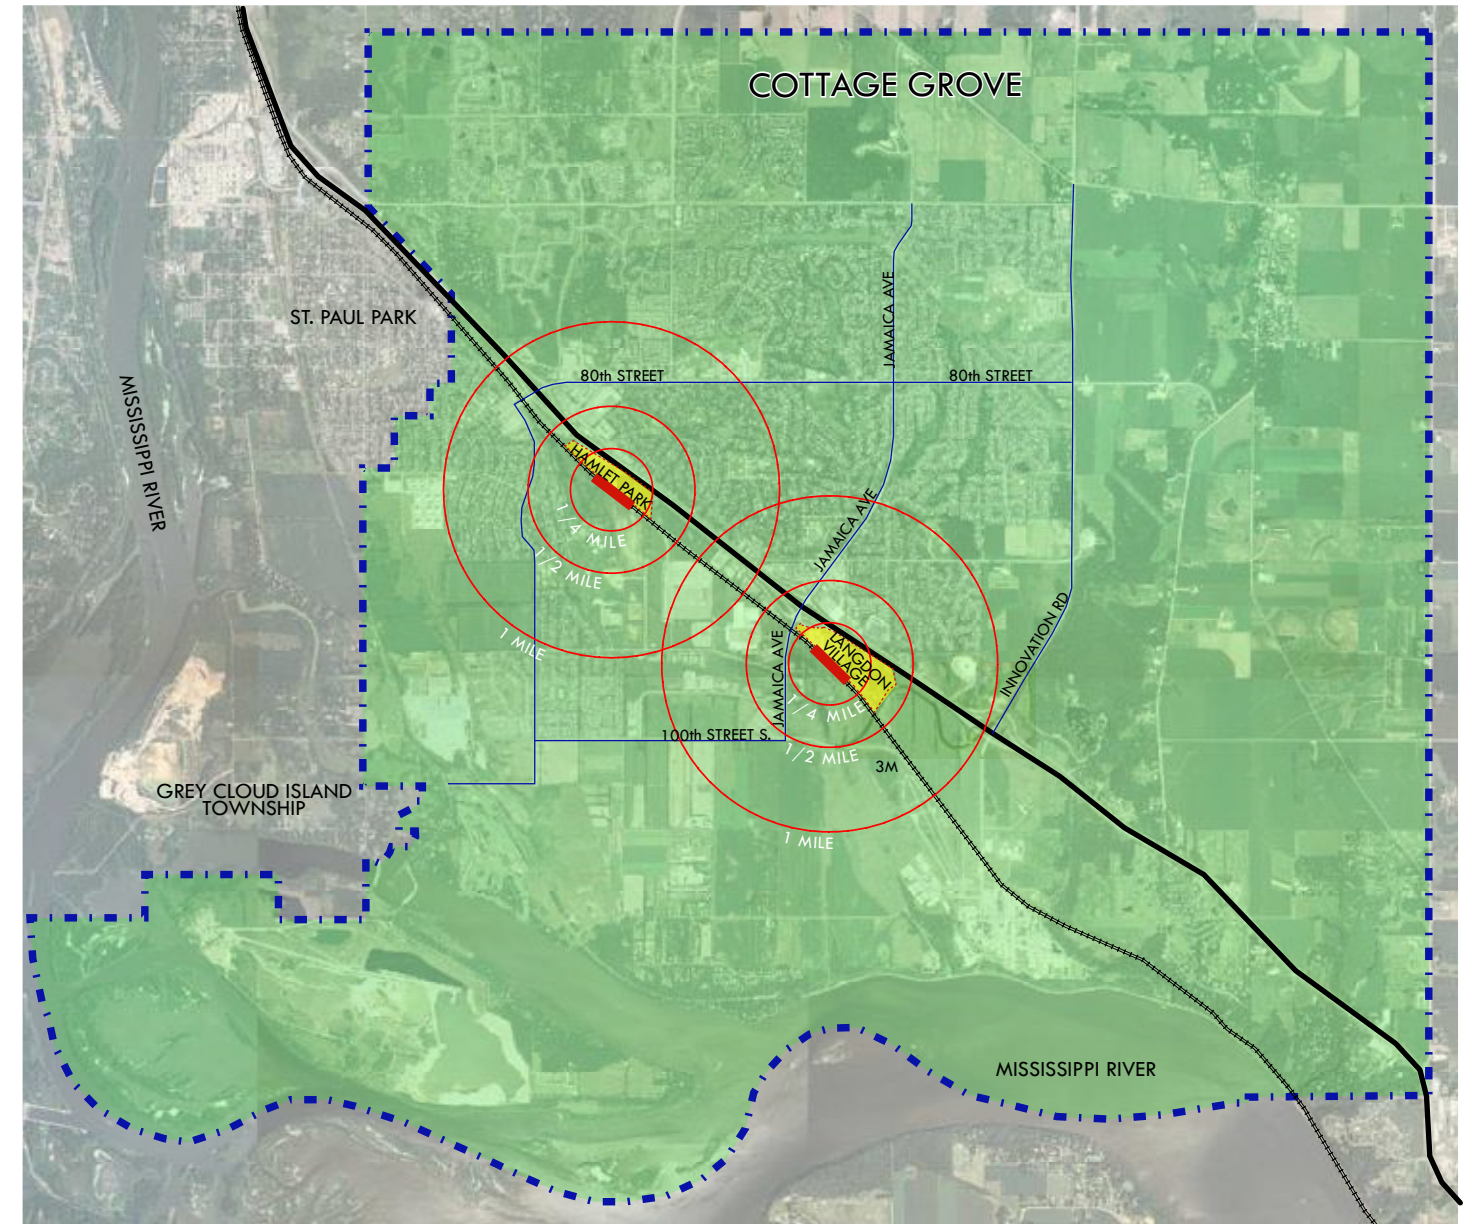 COTTAGE GROVE
JAMAICA AVE
ST. PAUL PARK
80th STREET
80th STREET
MISSISSIPPI RIVER
HAMLET PARK
1/4 MILE
JAMAICA AVE
1/2 MILE
1 MILE
INNOVATION RD
LANGDON
VILLAGE
JAMAICA AVE
1/4 MILE
100th STREET S.
1/2 MILE
3M
GREY CLOUD ISLAND
TOWNSHIP
1 MILE
MISSISSIPPI RIVER